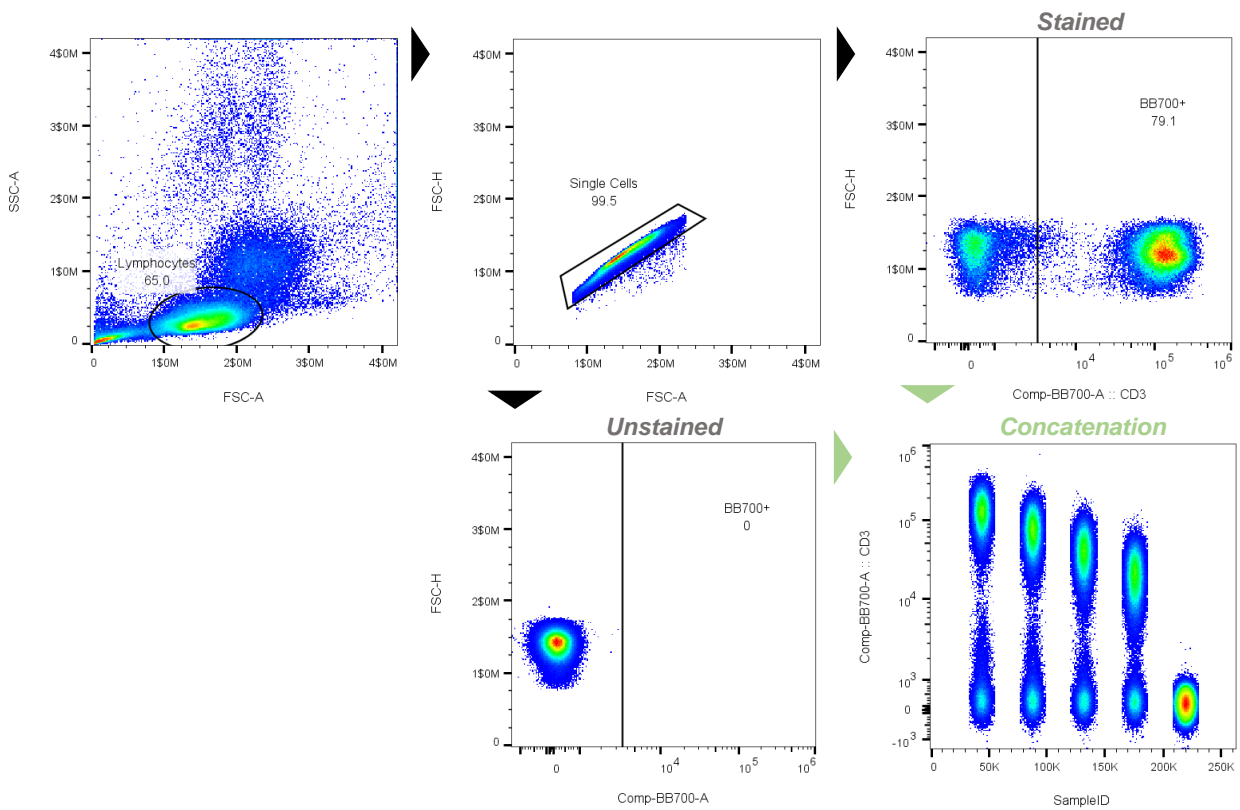 Stained
4$0M
3$0M
2$0M
1$0M
0
SSC-A
Lymphocytes
65.0
0
1$0M
2$0M
4$0M
FSC-A
4$0M
3$0M
2$0M
1$0M
0
FSC-H
Single Cells
99.5
0
1$0M
2$0M
4$0M
FSC-A
4$0M
3$0M
2$0M
1$0M
0
FSC-H
BB700+
79.1
0
10^4
10^5
10^6
Comp-BB700-A :: CD3
Unstained
4$0M
3$0M
2$0M
1$0M
0
FSC-H
BB700+
0
0
10^4
10^5
10^6
Comp-BB700-A
Concatenation
10^6
10^5
10^4
10^3
0
-10^3
Comp-BB700-A :: CD3
0
50K
100K
150K
200K
250K
SampleID